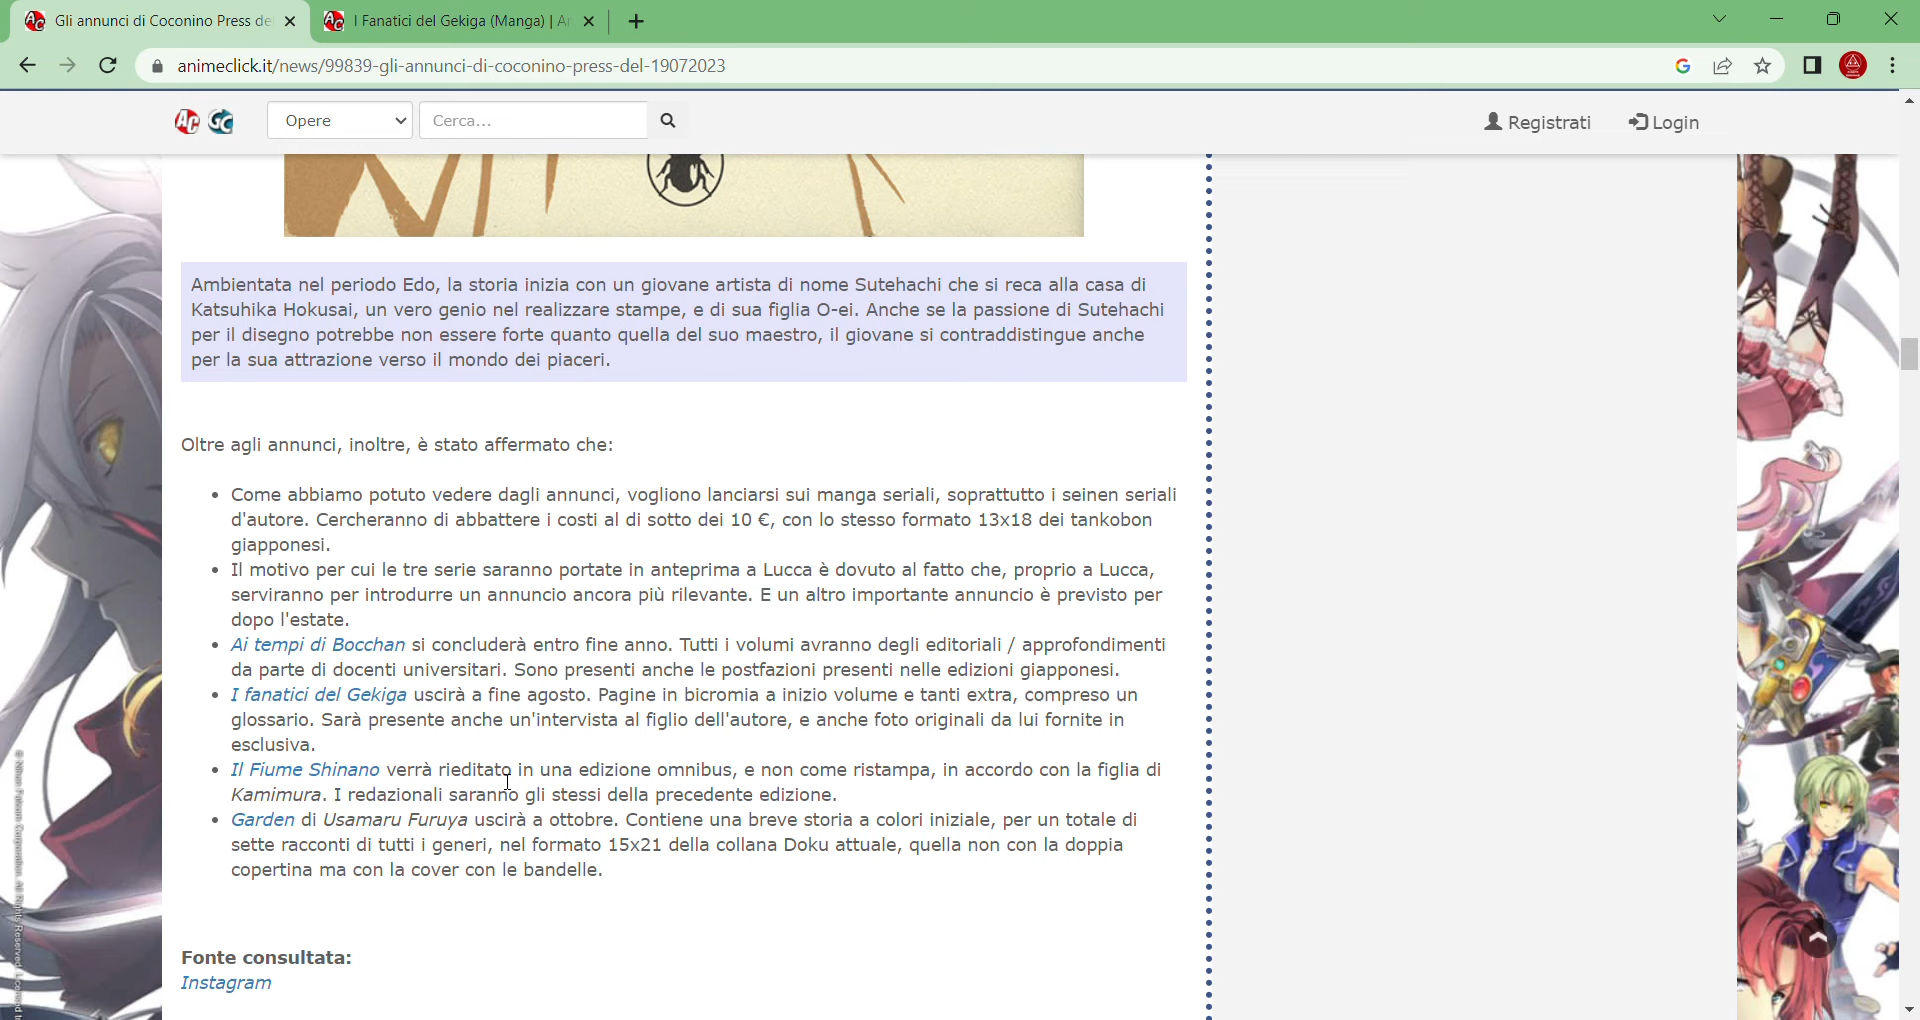 Gli annunci di Coconino Press de
I Fanatici del Gekiga (Manga) | A
animeclick.it/news/99839-gli-annunci-di-coconino-press-del-19072023
Opere
Cerca...
Registrati
Login
Ambientata nel periodo Edo, la storia inizia con un giovane artista di nome Sutehachi che si reca alla casa di
Katsuhika Hokusai, un vero genio nel realizzare stampe, e di sua figlia O-ei. Anche se la passione di Sutehachi
per il disegno potrebbe non essere forte quanto quella del suo maestro, il giovane si contraddistingue anche
per la sua attrazione verso il mondo dei piaceri.
Oltre agli annunci, inoltre, è stato affermato che:
• Come abbiamo potuto vedere dagli annunci, vogliono lanciarsi sui manga seriali, soprattutto i seinen seriali
d'autore. Cercheranno di abbattere i costi al di sotto dei 10 €, con lo stesso formato 13x18 dei tankobon
giapponesi.
• Il motivo per cui le tre serie saranno portate in anteprima a Lucca è dovuto al fatto che, proprio a Lucca,
serviranno per introdurre un annuncio ancora più rilevante. E un altro importante annuncio è previsto per
dopo l'estate.
• Ai tempi di Bocchan si concluderà entro fine anno. Tutti i volumi avranno degli editoriali / approfondimenti
da parte di docenti universitari. Sono presenti anche le postfazioni presenti nelle edizioni giapponesi.
• I fanatici del Gekiga uscirà a fine agosto. Pagine in bicromia a inizio volume e tanti extra, compreso un
glossario. Sarà presente anche un'intervista al figlio dell'autore, e anche foto originali da lui fornite in
esclusiva.
• Il Fiume Shinano verrà rieditato in una edizione omnibus, e non come ristampa, in accordo con la figlia di
Kamimura. I redazionali saranno gli stessi della precedente edizione.
• Garden di Usamaru Furuya uscirà a ottobre. Contiene una breve storia a colori iniziale, per un totale di
sette racconti di tutti i generi, nel formato 15x21 della collana Doku attuale, quella non con la doppia
copertina ma con la cover con le bandelle.
Fonte consultata:
Instagram